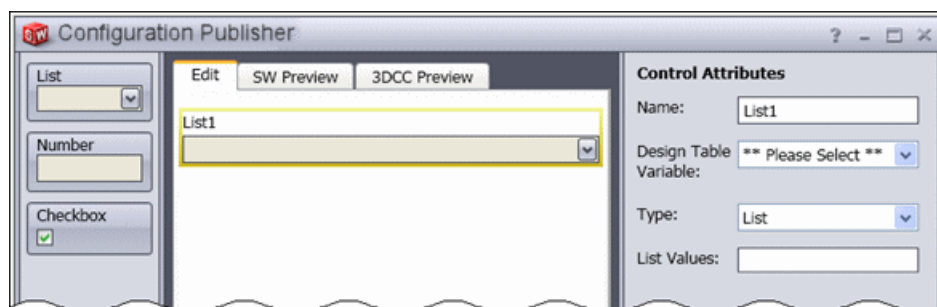 Configuration Publisher
List
Number
Checkbox
Edit
SW Preview
3DCC Preview
List1
Control Attributes
Name:
List1
Design Table
Variable:
** Please Select **
Type:
List
List Values: